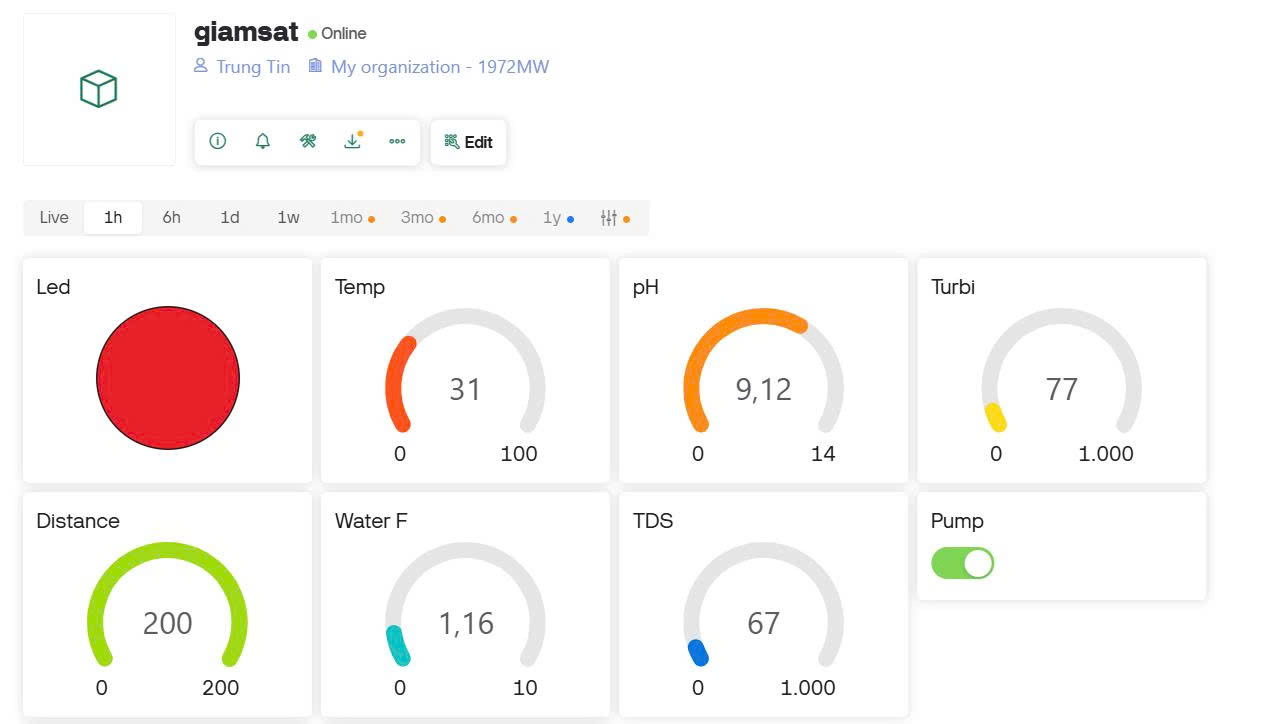 giamsat Online
Trung Tin My organization - 1972MW
Edit
Live 1h 6h 1d 1w 1mo 3mo 6mo 1y
Led Temp pH Turbi
31 9,12 77
0 100 0 14 0 1.000
Distance Water F TDS Pump
200 1,16 67
0 200 0 10 0 1.000